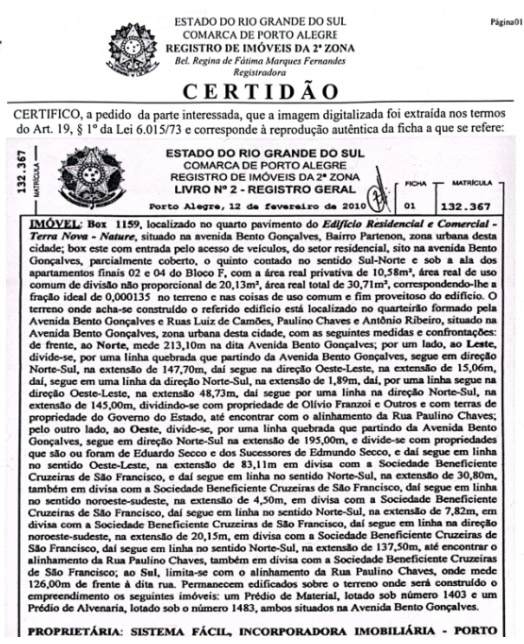 ESTADO DO RIO GRANDE DO SUL
Página01
COMARCA DE PORTO ALEGRE
REGISTRO DE IMÓVEIS DA 2ª ZONA
Bel. Regina de Fátima Marques Fernandes
Registradora
CERTIDÃO
CERTIFICO, a pedido da parte interessada, que a imagem digitalizada foi extraída nos termos
do Art. 19, § 1º da Lei 6.015/73 e corresponde à reprodução autêntica da ficha a que se refere:
132.367
MATRÍCULA
ESTADO DO RIO GRANDE DO SUL
COMARCA DE PORTO ALEGRE
REGISTRO DE IMÓVEIS DA 2ª ZONA
LIVRO Nº 2 - REGISTRO GERAL
Porto Alegre, 12 de fevereiro de 2010
FICHA
01
MATRÍCULA
132.367
IMÓVEL: Box 1159, localizado no quarto pavimento do Edifício Residencial e Comercial -
Terra Nova - Nature, situado na avenida Bento Gonçalves, Bairro Partenon, zona urbana desta
cidade; box este com entrada pelo acesso de veículos, do setor residencial, sito na avenida Bento
Gonçalves, parcialmente coberto, o quinto contado no sentido Sul-Norte e sob a ala dos
apartamentos finais 02 e 04 do Bloco F, com a área real privativa de 10,58m², área real de uso
comum de divisão não proporcional de 20,13m², área real total de 30,71m², correspondendo-lhe a
fração ideal de 0,000135 no terreno e nas coisas de uso comum e fim proveitoso do edifício. O
terreno onde acha-se construído o referido edifício está localizado no quarteirão formado pela
Avenida Bento Gonçalves e Ruas Luiz de Camões, Paulino Chaves e Antônio Ribeiro, situado na
Avenida Bento Gonçalves, zona urbana desta cidade, com as seguintes medidas e confrontações:
de frente, ao Norte, mede 213,10m na dita Avenida Bento Gonçalves; por um lado, ao Leste,
divide-se, por uma linha quebrada que partindo da Avenida Bento Gonçalves, segue em direção
Norte-Sul, na extensão de 147,70m, daí segue na direção Oeste-Leste, na extensão de 15,06m,
daí, segue em uma linha da direção Norte-Sul, na extensão de 1,89m, daí, por uma linha segue na
direção Oeste-Leste, na extensão 48,73m, daí segue por uma linha na direção Norte-Sul, na
extensão de 145,00m, dividindo-se com propriedade de Olívio Franzoi e Outros e com terras de
propriedade do Governo do Estado, até encontrar com o alinhamento da Rua Paulino Chaves;
pelo outro lado, ao Oeste, divide-se, por uma linha quebrada que partindo da Avenida Bento
Gonçalves, segue em direção Norte-Sul na extensão de 195,00m, e divide-se com propriedades
que são ou foram de Eduardo Secco e dos Sucessores de Edmundo Secco, e daí segue em linha
no sentido Oeste-Leste, na extensão de 83,11m em divisa com a Sociedade Beneficiente
Cruzeiras de São Francisco, e daí segue em linha no sentido Norte-Sul, na extensão de 30,80m,
também em divisa com a Sociedade Beneficiente Cruzeiras de São Francisco, daí segue em linha
no sentido noroeste-sudeste, na extensão de 4,50m, em divisa com a Sociedade Beneficiente
Cruzeiras de São Francisco, daí segue em linha no sentido Norte-Sul, na extensão de 7,82m, em
divisa com a Sociedade Beneficiente Cruzeiras de São Francisco, daí segue em linha na direção
noroeste-sudeste, na extensão de 20,15m, em divisa com a Sociedade Beneficiente Cruzeiras de
São Francisco, daí segue em linha no sentido Norte-Sul, na extensão de 137,50m, até encontrar o
alinhamento da Rua Paulino Chaves, também em divisa com a Sociedade Beneficiente Cruzeiras
de São Francisco; ao Sul, limita-se com o alinhamento da Rua Paulino Chaves, onde mede
126,00m de frente à dita rua. Permanecem edificados sobre o terreno onde será construído o
empreendimento os seguintes imóveis: um Prédio de Material, lotado sob número 1403 e um
Prédio de Alvenaria, lotado sob o número 1483, ambos situados na Avenida Bento Gonçalves.
PROPRIETÁRIA: SISTEMA FÁCIL, INCORPORADORA IMOBILIÁRIA - PORTO